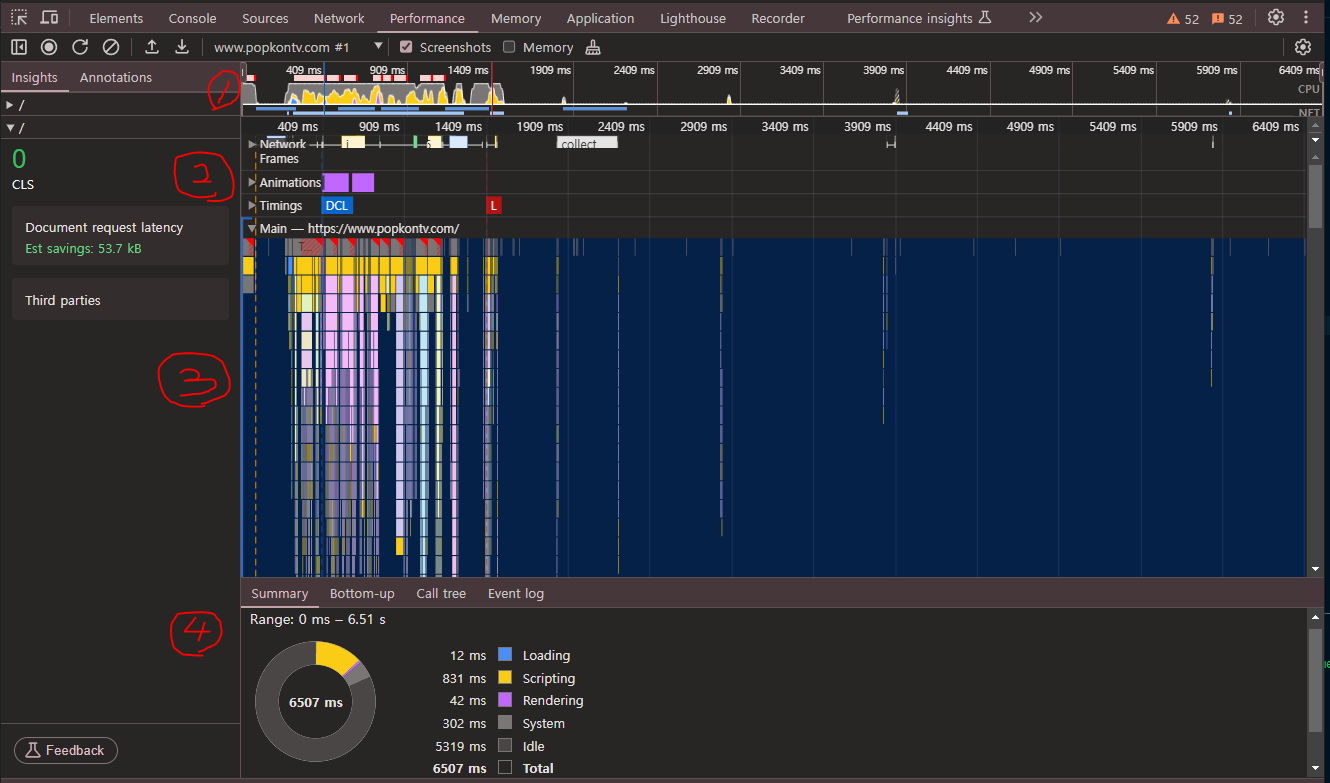 Elements Console Sources Network Performance Memory Application Lighthouse Recorder Performance insights 52 52
www.popkontv.com #1 Screenshots Memory
Insights Annotations
409 ms 909 ms 1409 ms 1909 ms 2409 ms 2909 ms 3409 ms 3909 ms 4409 ms 4909 ms 5409 ms 5909 ms 6409 ms
CPU
NET
1
/
/
409 ms 909 ms 1409 ms 1909 ms 2409 ms 2909 ms 3409 ms 3909 ms 4409 ms 4909 ms 5409 ms 5909 ms 6409 ms
Network collect
Frames
0
CLS
2
Animations
Timings DCL L
Document request latency
Est savings: 53.7 kB
Main — https://www.popkontv.com/
Third parties
3
Summary Bottom-up Call tree Event log
Range: 0 ms – 6.51 s
4
6507 ms
12 ms Loading
831 ms Scripting
42 ms Rendering
302 ms System
5319 ms Idle
6507 ms Total
Feedback